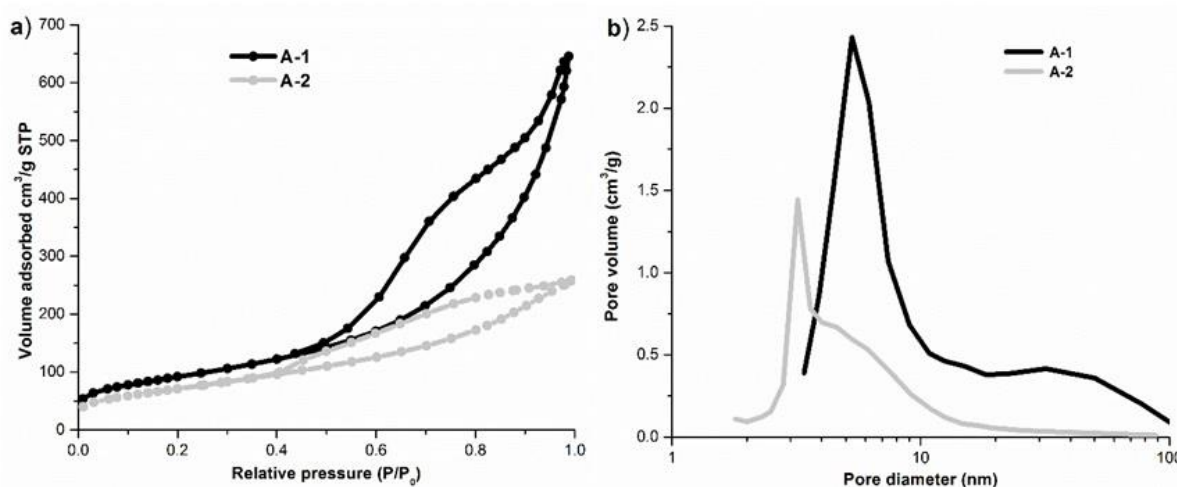 a)
700
600
500
400
300
200
100
0
Volume adsorbed cm³/g STP
A-1
A-2
0.0 0.2 0.4 0.6 0.8 1.0
Relative pressure (P/P₀)
b)
2.5
2.0
1.5
1.0
0.5
0.0
Pore volume (cm³/g)
A-1
A-2
1 10 100
Pore diameter (nm)